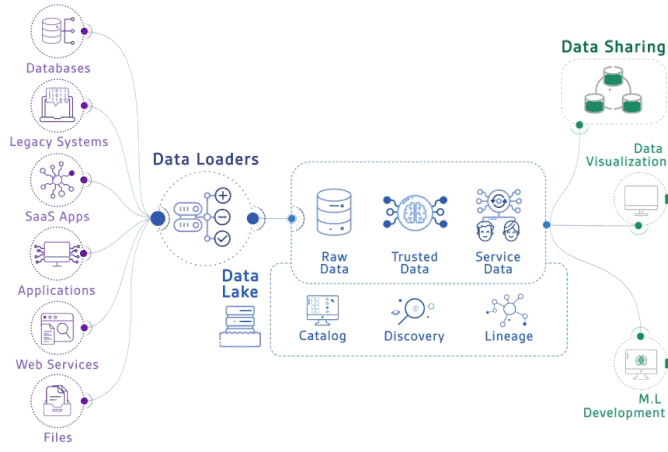 Databases
Legacy Systems
SaaS Apps
Applications
Web Services
Files
Data Loaders
Data
Lake
Raw
Data
Trusted
Data
Service
Data
Catalog
Discovery
Lineage
Data Sharing
Data
Visualization
M.L
Development